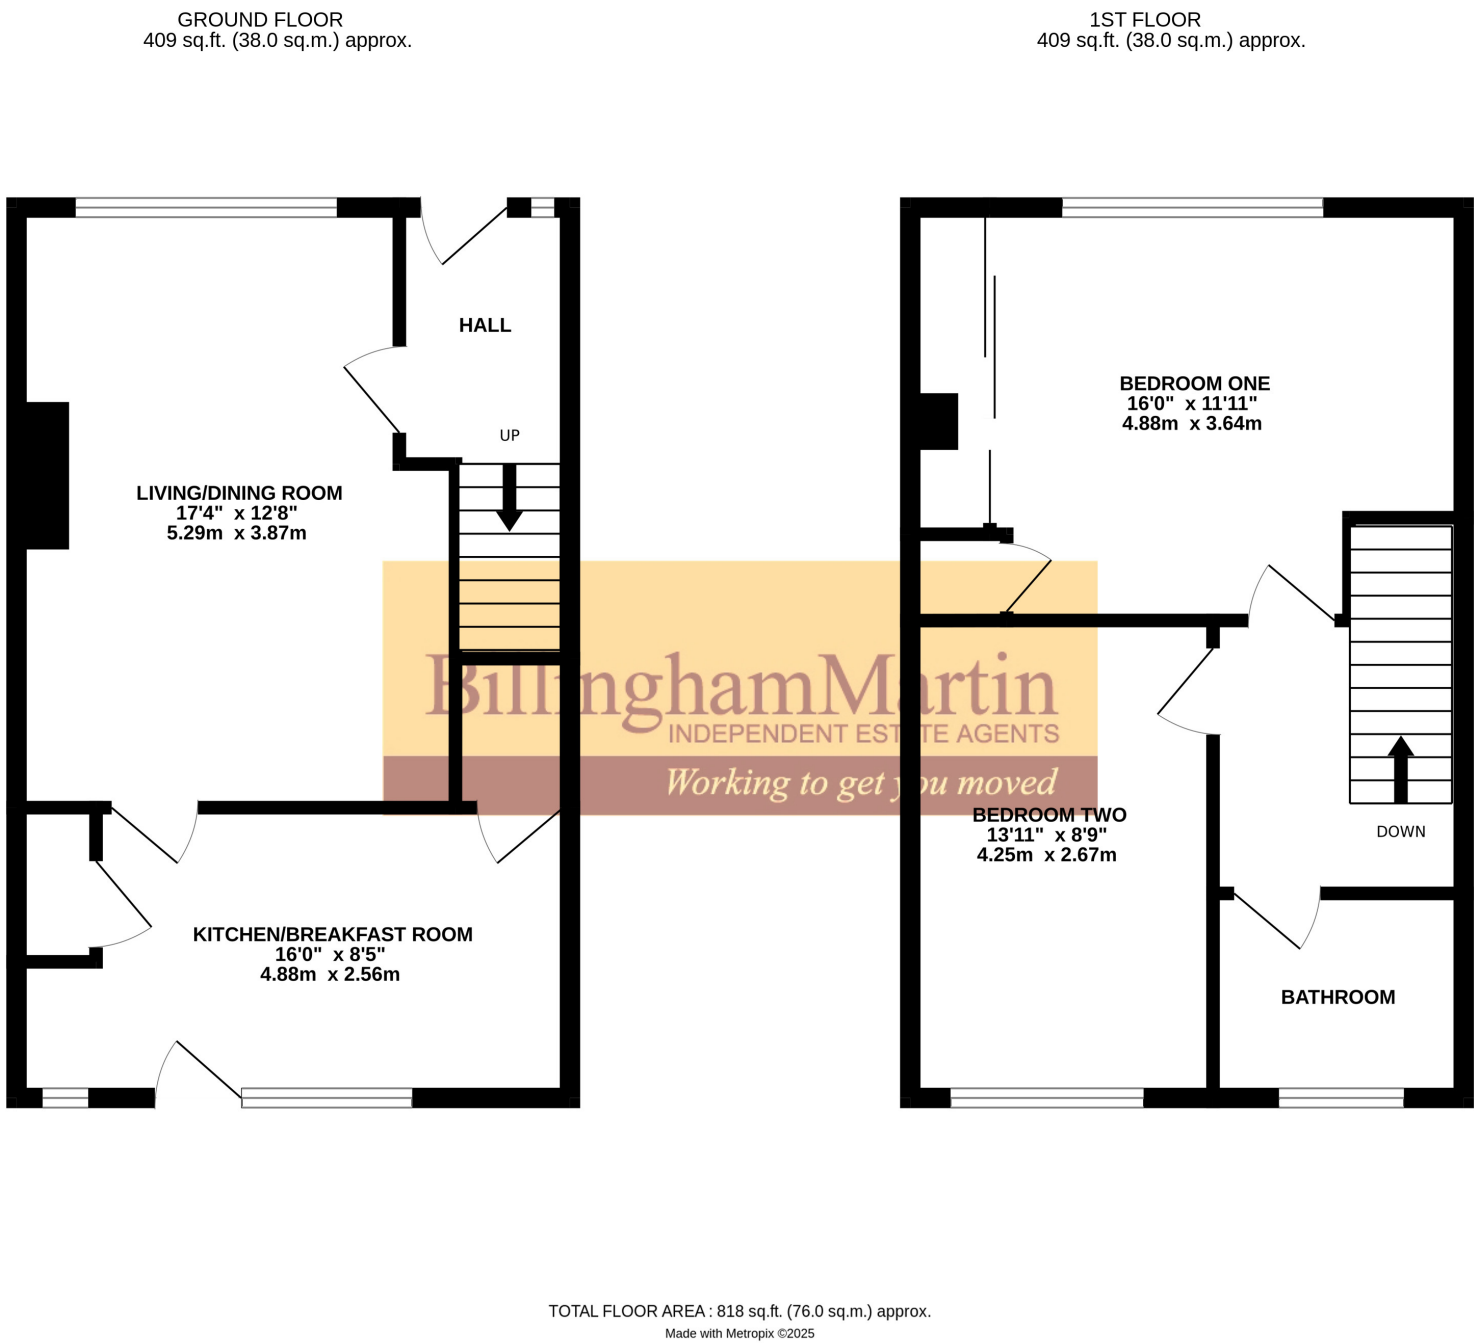 GROUND FLOOR
409 sq.ft. (38.0 sq.m.) approx.
1ST FLOOR
409 sq.ft. (38.0 sq.m.) approx.
HALL
UP
LIVING/DINING ROOM
17'4" x 12'8"
5.29m x 3.87m
KITCHEN/BREAKFAST ROOM
16'0" x 8'5"
4.88m x 2.56m
BEDROOM ONE
16'0" x 11'11"
4.88m x 3.64m
BillinghamMartin
INDEPENDENT ESTATE AGENTS
Working to get you moved
BEDROOM TWO
13'11" x 8'9"
4.25m x 2.67m
DOWN
BATHROOM
TOTAL FLOOR AREA : 818 sq.ft. (76.0 sq.m.) approx.
Made with Metropix ©2025